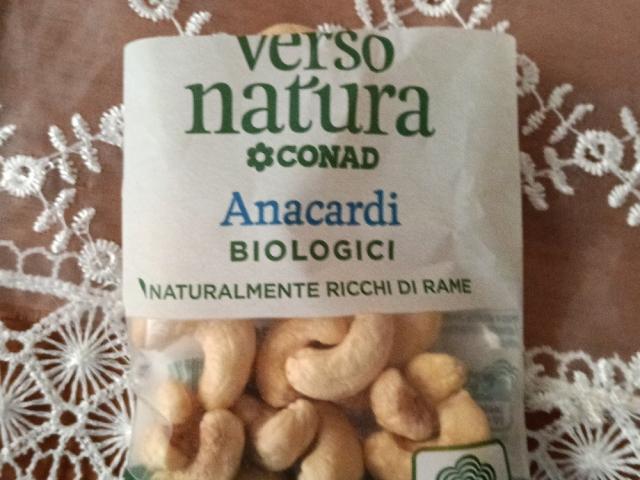 verso
natura
CONAD
Anacardi
BIOLOGICI
NATURALMENTE RICCHI DI RAME